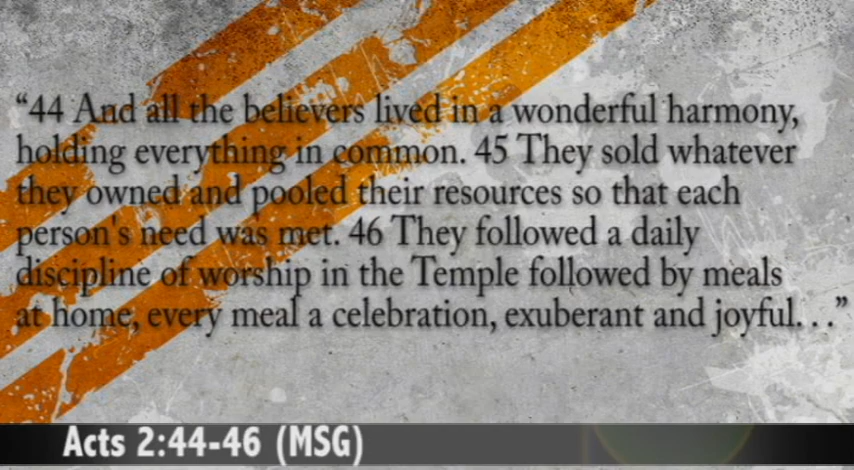 “44 And all the believers lived in a wonderful harmony,
holding everything in common. 45 They sold whatever
they owned and pooled their resources so that each
person's need was met. 46 They followed a daily
discipline of worship in the Temple followed by meals
at home, every meal a celebration, exuberant and joyful. . .”
Acts 2:44-46 (MSG)